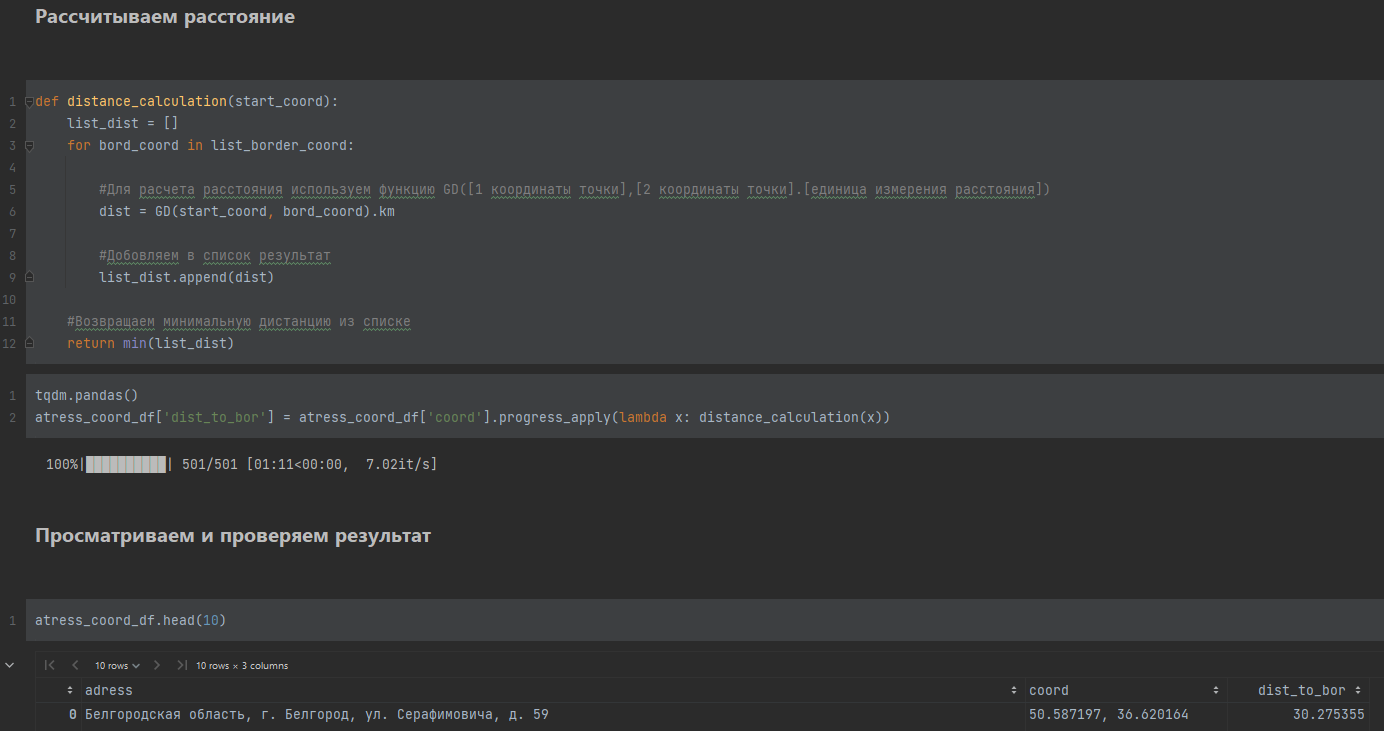 Рассчитываем расстояние
1 def distance_calculation(start_coord):
2 list_dist = []
3 for bord_coord in list_border_coord:
4
5 #Для расчета расстояния используем функцию GD([1 координаты точки],[2 координаты точки].[единица измерения расстояния])
6 dist = GD(start_coord, bord_coord).km
7
8 #Добовляем в список результат
9 list_dist.append(dist)
10
11 #Возвращаем минимальную дистанцию из списке
12 return min(list_dist)
1 tqdm.pandas()
2 atress_coord_df['dist_to_bor'] = atress_coord_df['coord'].progress_apply(lambda x: distance_calculation(x))
100%|██████████| 501/501 [01:11<00:00, 7.02it/s]
Просматриваем и проверяем результат
1 atress_coord_df.head(10)
10 rows 10 rows × 3 columns
adress coord dist_to_bor
0 Белгородская область, г. Белгород, ул. Серафимовича, д. 59 50.587197, 36.620164 30.275355